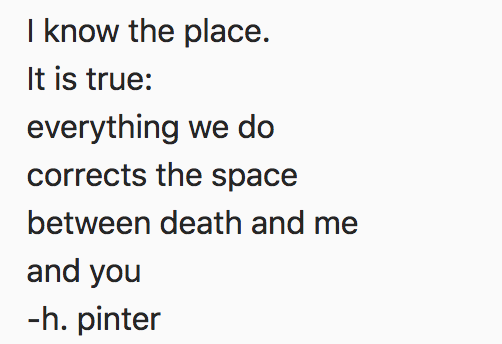 I know the place.
It is true:
everything we do
corrects the space
between death and me
and you
-h. pinter